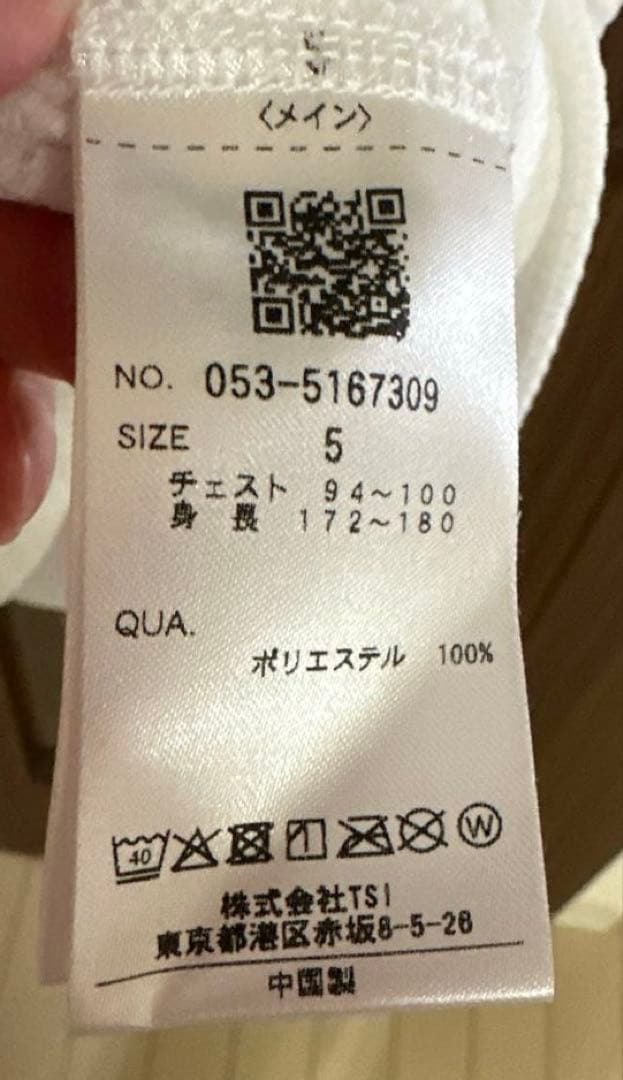 〈メイン〉
NO. 053-5167309
SIZE 5
チェスト 94~100
身長 172~180
QUA.
ポリエステル 100%
40 W
株式会社TSI
東京都港区赤坂8-5-26
中国製